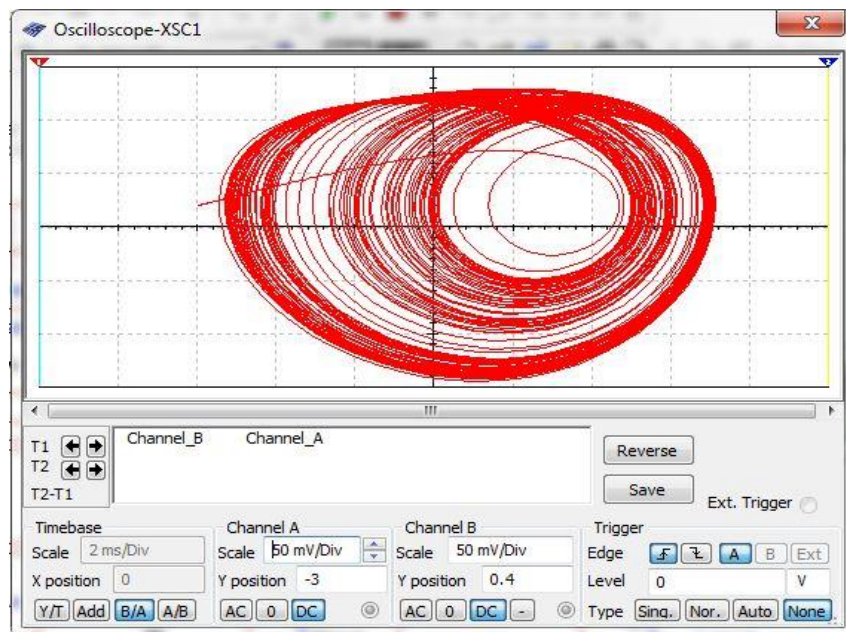 Oscilloscope-XSC1
1
2
T1
T2
T2-T1
Channel_B Channel_A
Reverse
Save
Ext. Trigger
Timebase
Scale 2 ms/Div
X position 0
Y/T Add B/A A/B
Channel A
Scale 50 mV/Div
Y position -3
AC 0 DC
Channel B
Scale 50 mV/Div
Y position 0.4
AC 0 DC -
Trigger
Edge A B Ext
Level 0 V
Type Sing. Nor. Auto None